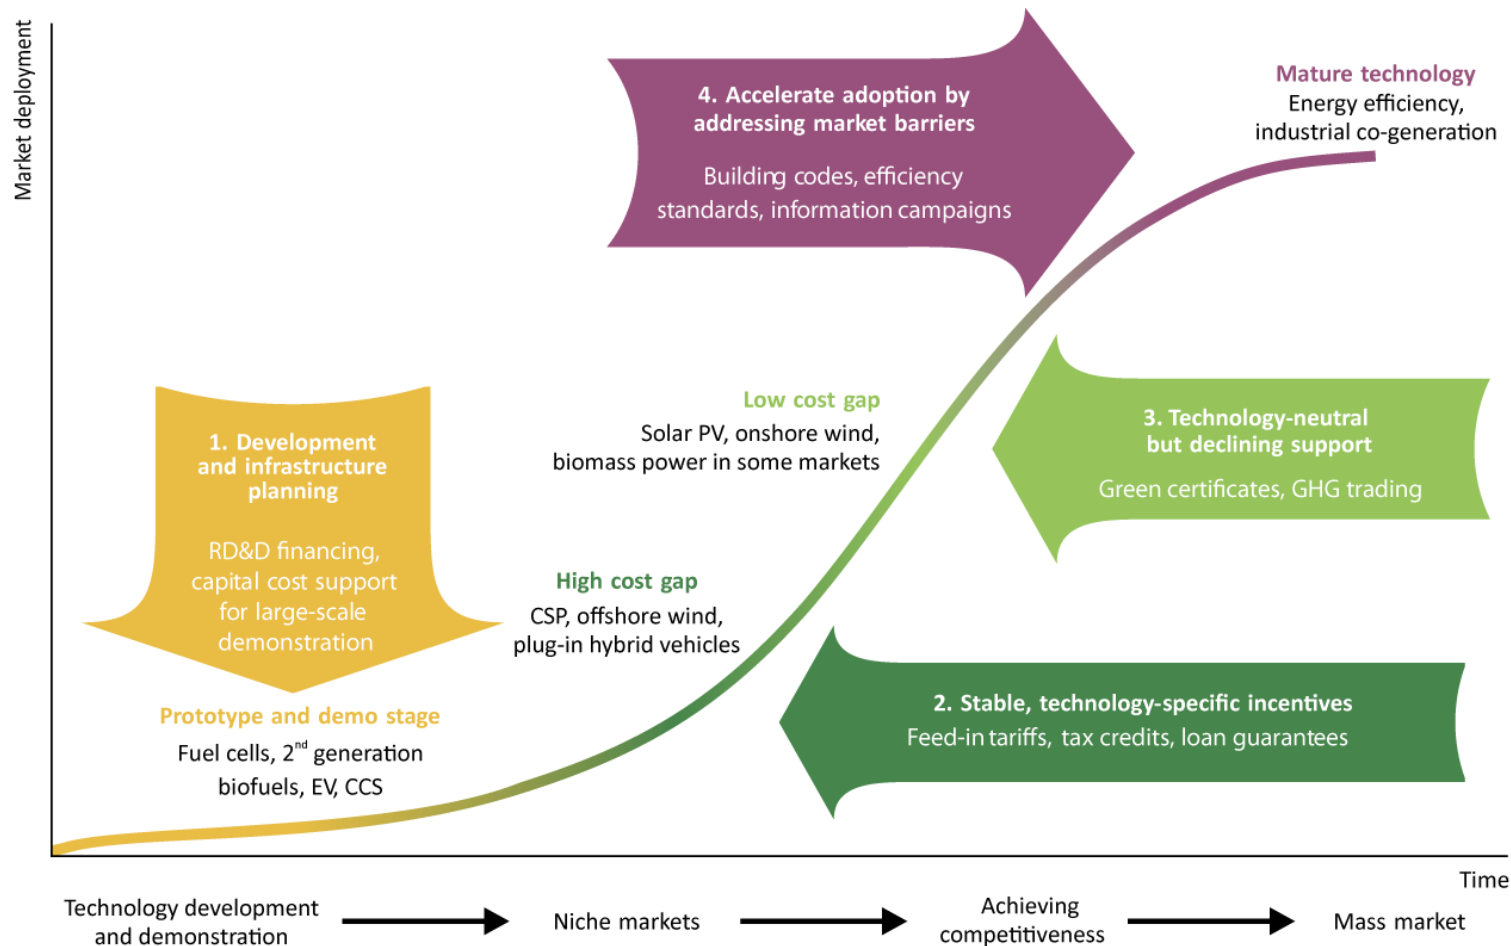 Market deployment
4. Accelerate adoption by
addressing market barriers
Building codes, efficiency
standards, information campaigns
Mature technology
Energy efficiency,
industrial co-generation
1. Development
and infrastructure
planning
RD&D financing,
capital cost support
for large-scale
demonstration
Low cost gap
Solar PV, onshore wind,
biomass power in some markets
3. Technology-neutral
but declining support
Green certificates, GHG trading
High cost gap
CSP, offshore wind,
plug-in hybrid vehicles
2. Stable, technology-specific incentives
Feed-in tariffs, tax credits, loan guarantees
Prototype and demo stage
Fuel cells, 2nd generation
biofuels, EV, CCS
Time
Technology development
and demonstration
Niche markets
Achieving
competitiveness
Mass market